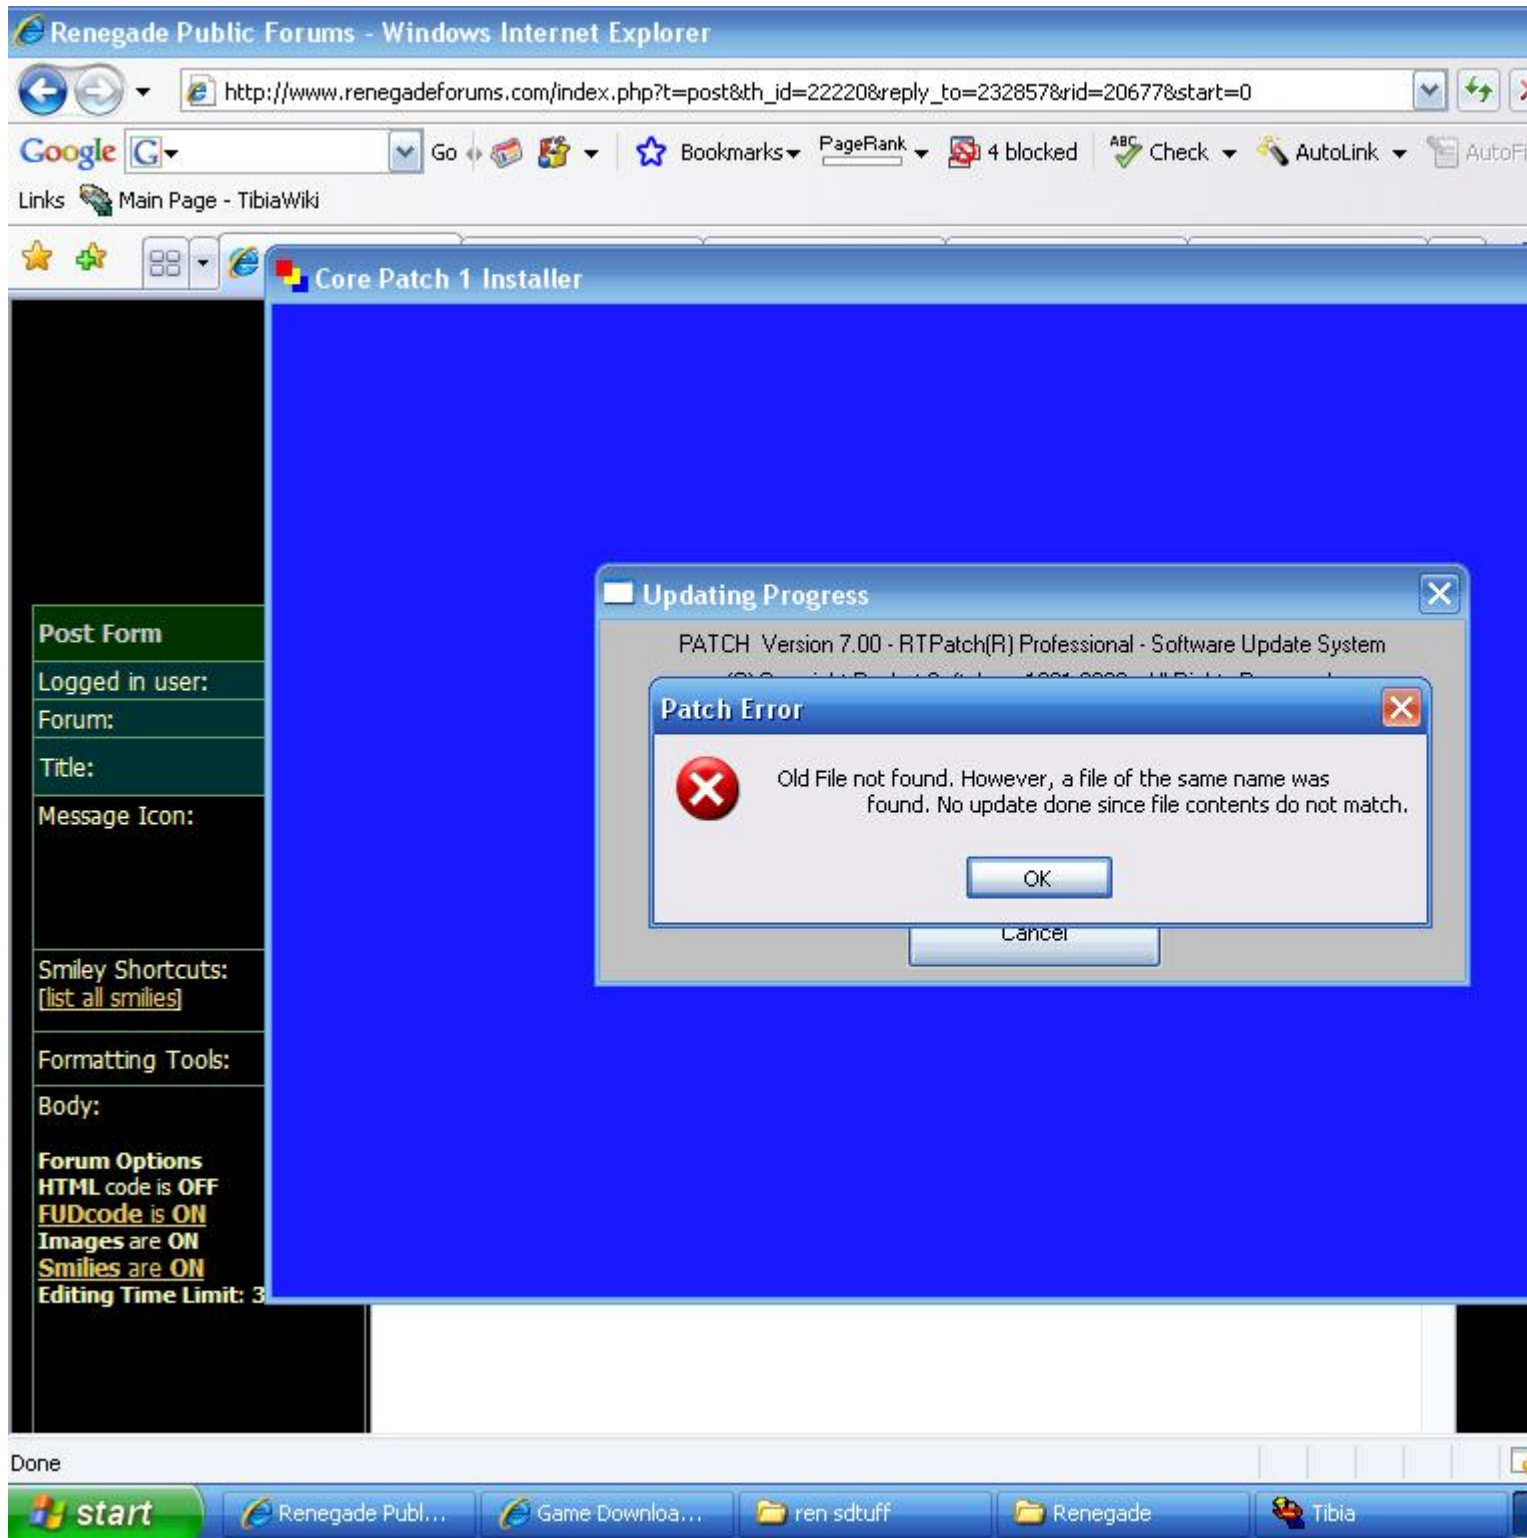 Renegade Public Forums - Windows Internet Explorer
http://www.renegadeforums.com/index.php?t=post&th_id=22220&reply_to=232857&rid=20677&start=0
Google G Go Bookmarks PageRank 4 blocked ABC Check AutoLink AutoFi
Links Main Page - TibiaWiki
Core Patch 1 Installer
Updating Progress
PATCH Version 7.00 - RTPatch(R) Professional - Software Update System
Patch Error
Old File not found. However, a file of the same name was
found. No update done since file contents do not match.
OK
Cancel
Post Form
Logged in user:
Forum:
Title:
Message Icon:
Smiley Shortcuts:
[list all smilies]
Formatting Tools:
Body:
Forum Options
HTML code is OFF
FUDcode is ON
Images are ON
Smilies are ON
Editing Time Limit: 3
Done
start Renegade Publ... Game Downloa... ren sdtuff Renegade Tibia